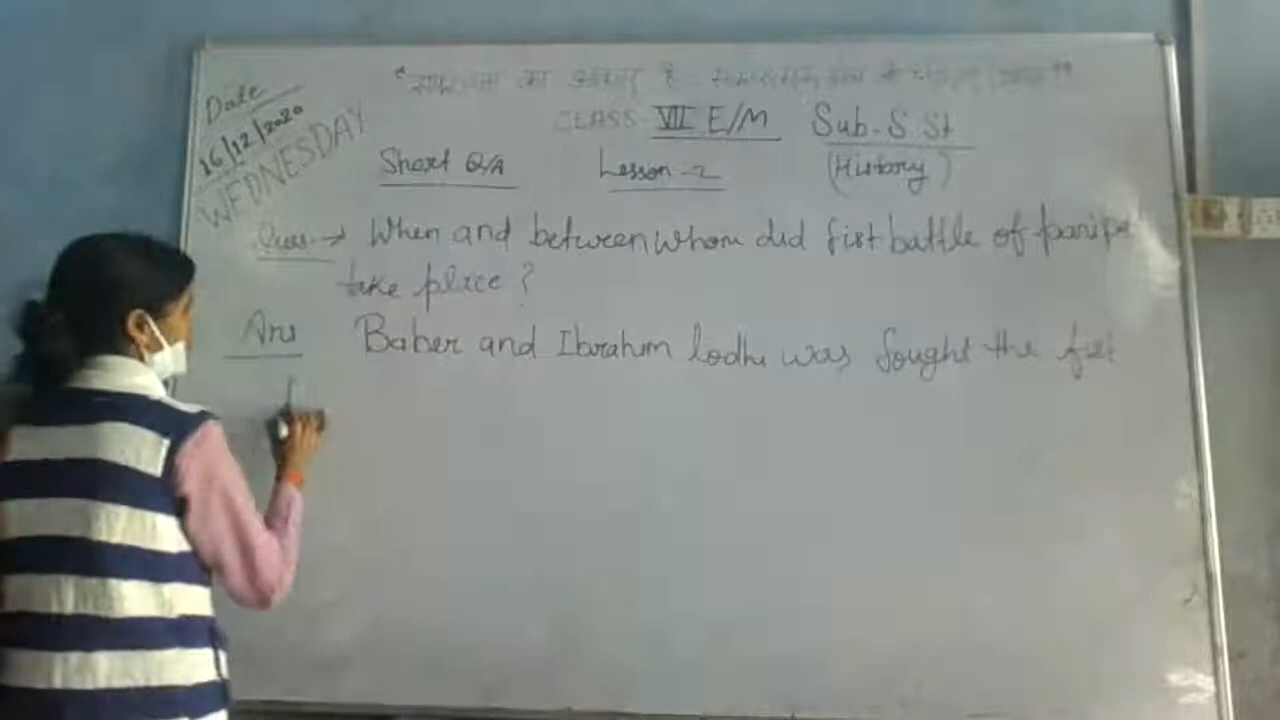 Date
16/12/2020
WEDNESDAY
CLASS VII E/M Sub. S.St
Short Q/A Lesson-2 (History)
Ques → When and between whom did fist battle of panipa
take place ?
Ans Baber and Ibrahim lodhi was fought the fist